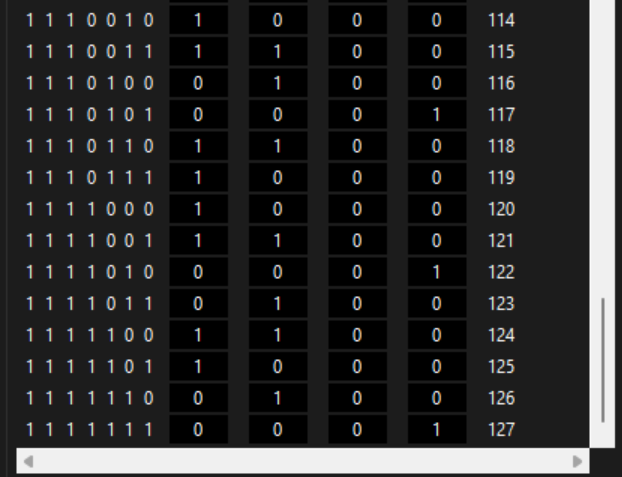 1 1 1 0 0 1 0 1 0 0 0 114
1 1 1 0 0 1 1 1 1 0 0 115
1 1 1 0 1 0 0 0 1 0 0 116
1 1 1 0 1 0 1 0 0 0 1 117
1 1 1 0 1 1 0 1 1 0 0 118
1 1 1 0 1 1 1 1 0 0 0 119
1 1 1 1 0 0 0 1 0 0 0 120
1 1 1 1 0 0 1 1 1 0 0 121
1 1 1 1 0 1 0 0 0 0 1 122
1 1 1 1 0 1 1 0 1 0 0 123
1 1 1 1 1 0 0 1 1 0 0 124
1 1 1 1 1 0 1 1 0 0 0 125
1 1 1 1 1 1 0 0 1 0 0 126
1 1 1 1 1 1 1 0 0 0 1 127